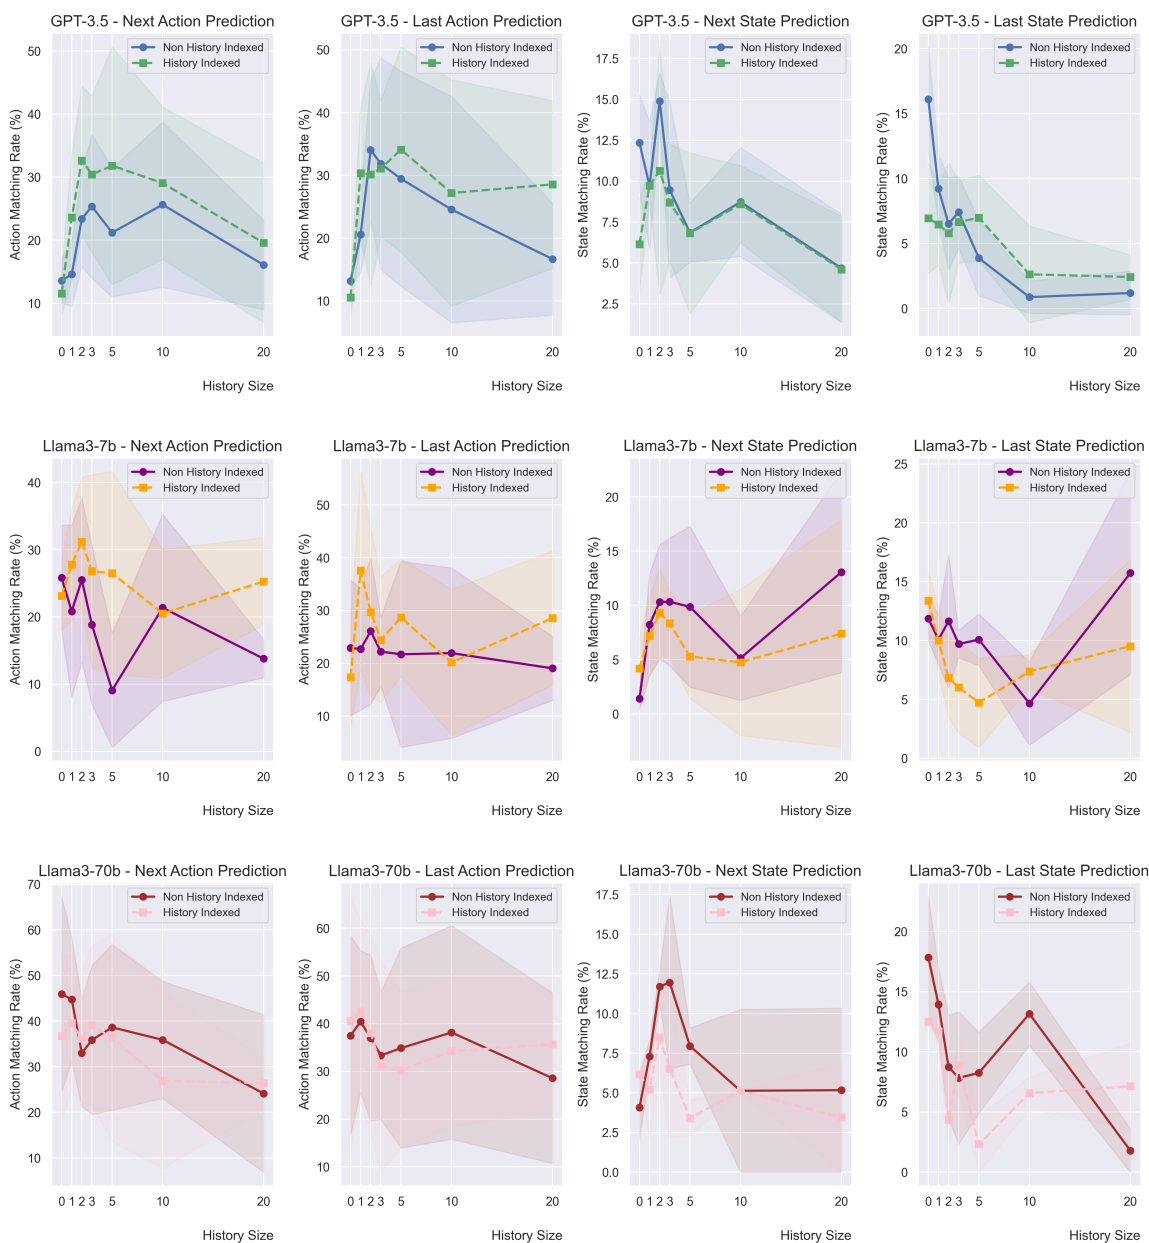 GPT-3.5 - Next Action Prediction
Action Matching Rate (%)
50
40
30
20
10
Non History Indexed
History Indexed
0 1 2 3 5 10 20
History Size
GPT-3.5 - Last Action Prediction
Action Matching Rate (%)
50
40
30
20
10
Non History Indexed
History Indexed
0 1 2 3 5 10 20
History Size
GPT-3.5 - Next State Prediction
State Matching Rate (%)
17.5
15.0
12.5
10.0
7.5
5.0
2.5
Non History Indexed
History Indexed
0 1 2 3 5 10 20
History Size
GPT-3.5 - Last State Prediction
State Matching Rate (%)
20
15
10
5
0
Non History Indexed
History Indexed
0 1 2 3 5 10 20
History Size
Llama3-7b - Next Action Prediction
Action Matching Rate (%)
40
30
20
10
0
Non History Indexed
History Indexed
0 1 2 3 5 10 20
History Size
Llama3-7b - Last Action Prediction
Action Matching Rate (%)
50
40
30
20
10
Non History Indexed
History Indexed
0 1 2 3 5 10 20
History Size
Llama3-7b - Next State Prediction
State Matching Rate (%)
20
15
10
5
0
Non History Indexed
History Indexed
0 1 2 3 5 10 20
History Size
Llama3-7b - Last State Prediction
State Matching Rate (%)
25
20
15
10
5
0
Non History Indexed
History Indexed
0 1 2 3 5 10 20
History Size
Llama3-70b - Next Action Prediction
Action Matching Rate (%)
70
60
50
40
30
20
10
Non History Indexed
History Indexed
0 1 2 3 5 10 20
History Size
Llama3-70b - Last Action Prediction
Action Matching Rate (%)
60
50
40
30
20
10
Non History Indexed
History Indexed
0 1 2 3 5 10 20
History Size
Llama3-70b - Next State Prediction
State Matching Rate (%)
17.5
15.0
12.5
10.0
7.5
5.0
2.5
0.0
Non History Indexed
History Indexed
0 1 2 3 5 10 20
History Size
Llama3-70b - Last State Prediction
State Matching Rate (%)
20
15
10
5
0
Non History Indexed
History Indexed
0 1 2 3 5 10 20
History Size